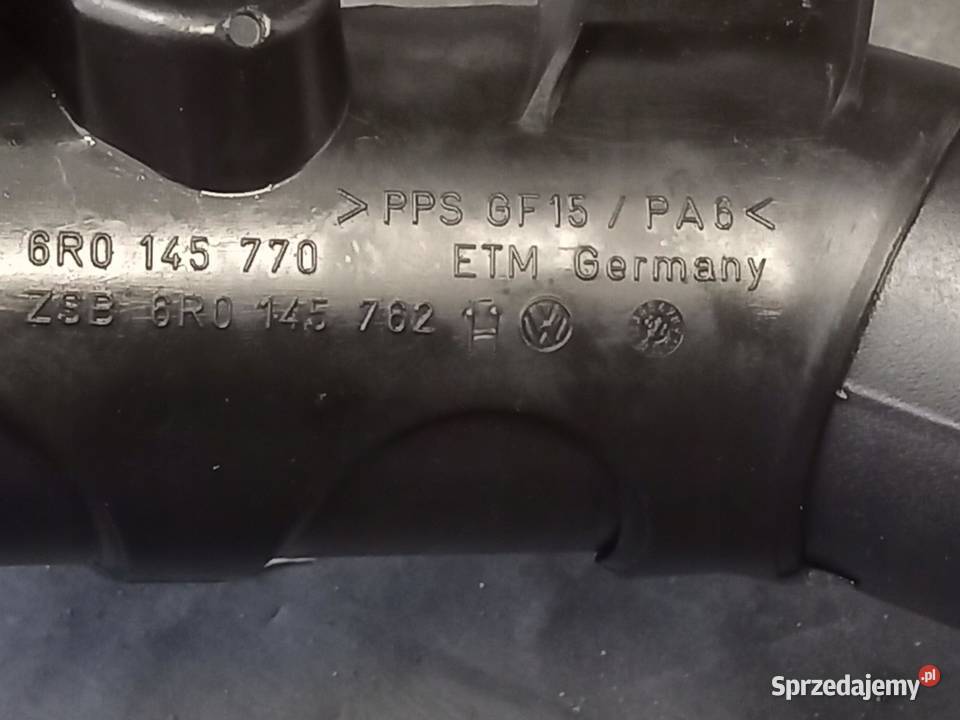 >PPS GF15 / PA6<
6R0 145 770 ETM Germany
ZSB 6R0 145 762
Sprzedajemy.pl